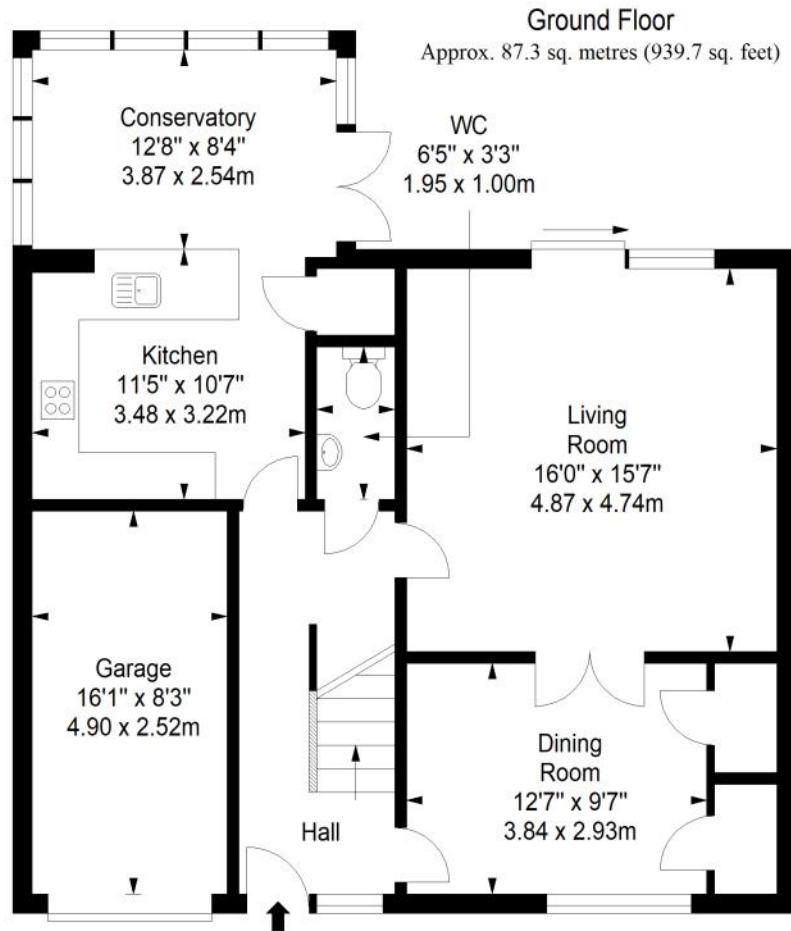 Ground Floor
Approx. 87.3 sq. metres (939.7 sq. feet)
Conservatory
12'8" x 8'4"
3.87 x 2.54m
WC
6'5" x 3'3"
1.95 x 1.00m
Kitchen
11'5" x 10'7"
3.48 x 3.22m
Living
Room
16'0" x 15'7"
4.87 x 4.74m
Garage
16'1" x 8'3"
4.90 x 2.52m
Dining
Room
12'7" x 9'7"
3.84 x 2.93m
Hall